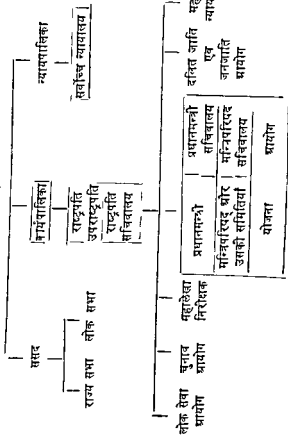 संसद
कार्यपालिका
न्यायपालिका
राज्य सभा
लोक सभा
राष्ट्रपति
उपराष्ट्रपति
राष्ट्रपति
सचिवालय
सर्वोच्च न्यायालय
लोक सेवा
आयोग
चुनाव
आयोग
महालेखा
निरीक्षक
प्रधानमन्त्री
प्रधानमन्त्री
सचिवालय
मन्त्रिपरिषद् और
उसकी समितियाँ
मन्त्रिपरिषद
सचिवालय
योजना
आयोग
दलित जाति
एव
जनजाति
आयोग